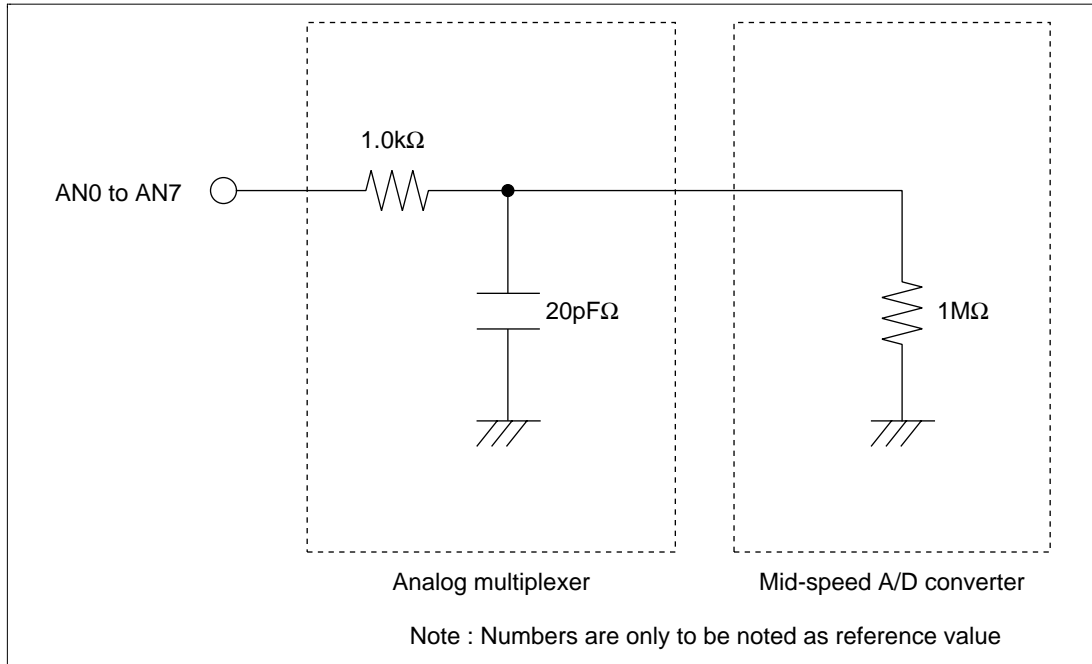 1.0kΩ
AN0 to AN7
20pFΩ
1MΩ
Analog multiplexer
Mid-speed A/D converter
Note : Numbers are only to be noted as reference value